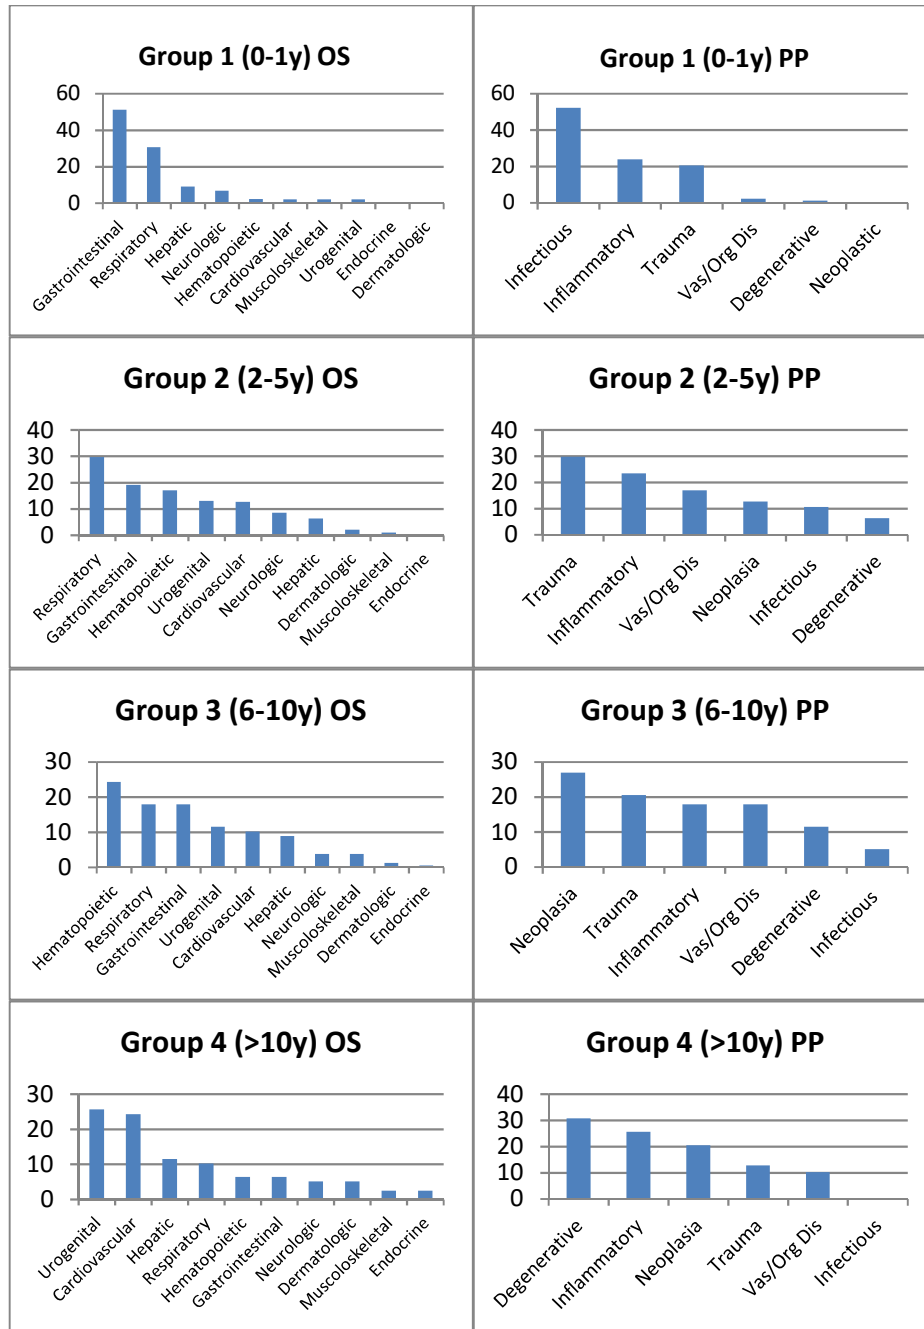 Group 1 (0-1y) OS
60
40
20
0
Gastrointestinal
Respiratory
Hepatic
Neurologic
Hematopoietic
Cardiovascular
Muscoloskeletal
Urogenital
Endocrine
Dermatologic
Group 1 (0-1y) PP
60
40
20
0
Infectious
Inflammatory
Trauma
Vas/Org Dis
Degenerative
Neoplastic
Group 2 (2-5y) OS
40
30
20
10
0
Respiratory
Gastrointestinal
Hematopoietic
Urogenital
Cardiovascular
Neurologic
Hepatic
Dermatologic
Muscoloskeletal
Endocrine
Group 2 (2-5y) PP
40
30
20
10
0
Trauma
Inflammatory
Vas/Org Dis
Neoplasia
Infectious
Degenerative
Group 3 (6-10y) OS
30
20
10
0
Hematopoietic
Respiratory
Gastrointestinal
Urogenital
Cardiovascular
Hepatic
Neurologic
Muscoloskeletal
Dermatologic
Endocrine
Group 3 (6-10y) PP
30
20
10
0
Neoplasia
Trauma
Inflammatory
Vas/Org Dis
Degenerative
Infectious
Group 4 (>10y) OS
30
20
10
0
Urogenital
Cardiovascular
Hepatic
Respiratory
Hematopoietic
Gastrointestinal
Neurologic
Dermatologic
Muscoloskeletal
Endocrine
Group 4 (>10y) PP
40
30
20
10
0
Degenerative
Inflammatory
Neoplasia
Trauma
Vas/Org Dis
Infectious